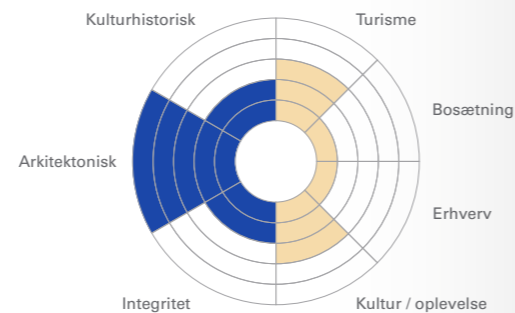 Kulturhistorisk
Turisme
Bosætning
Arkitektonisk
Erhverv
Integritet
Kultur / oplevelse